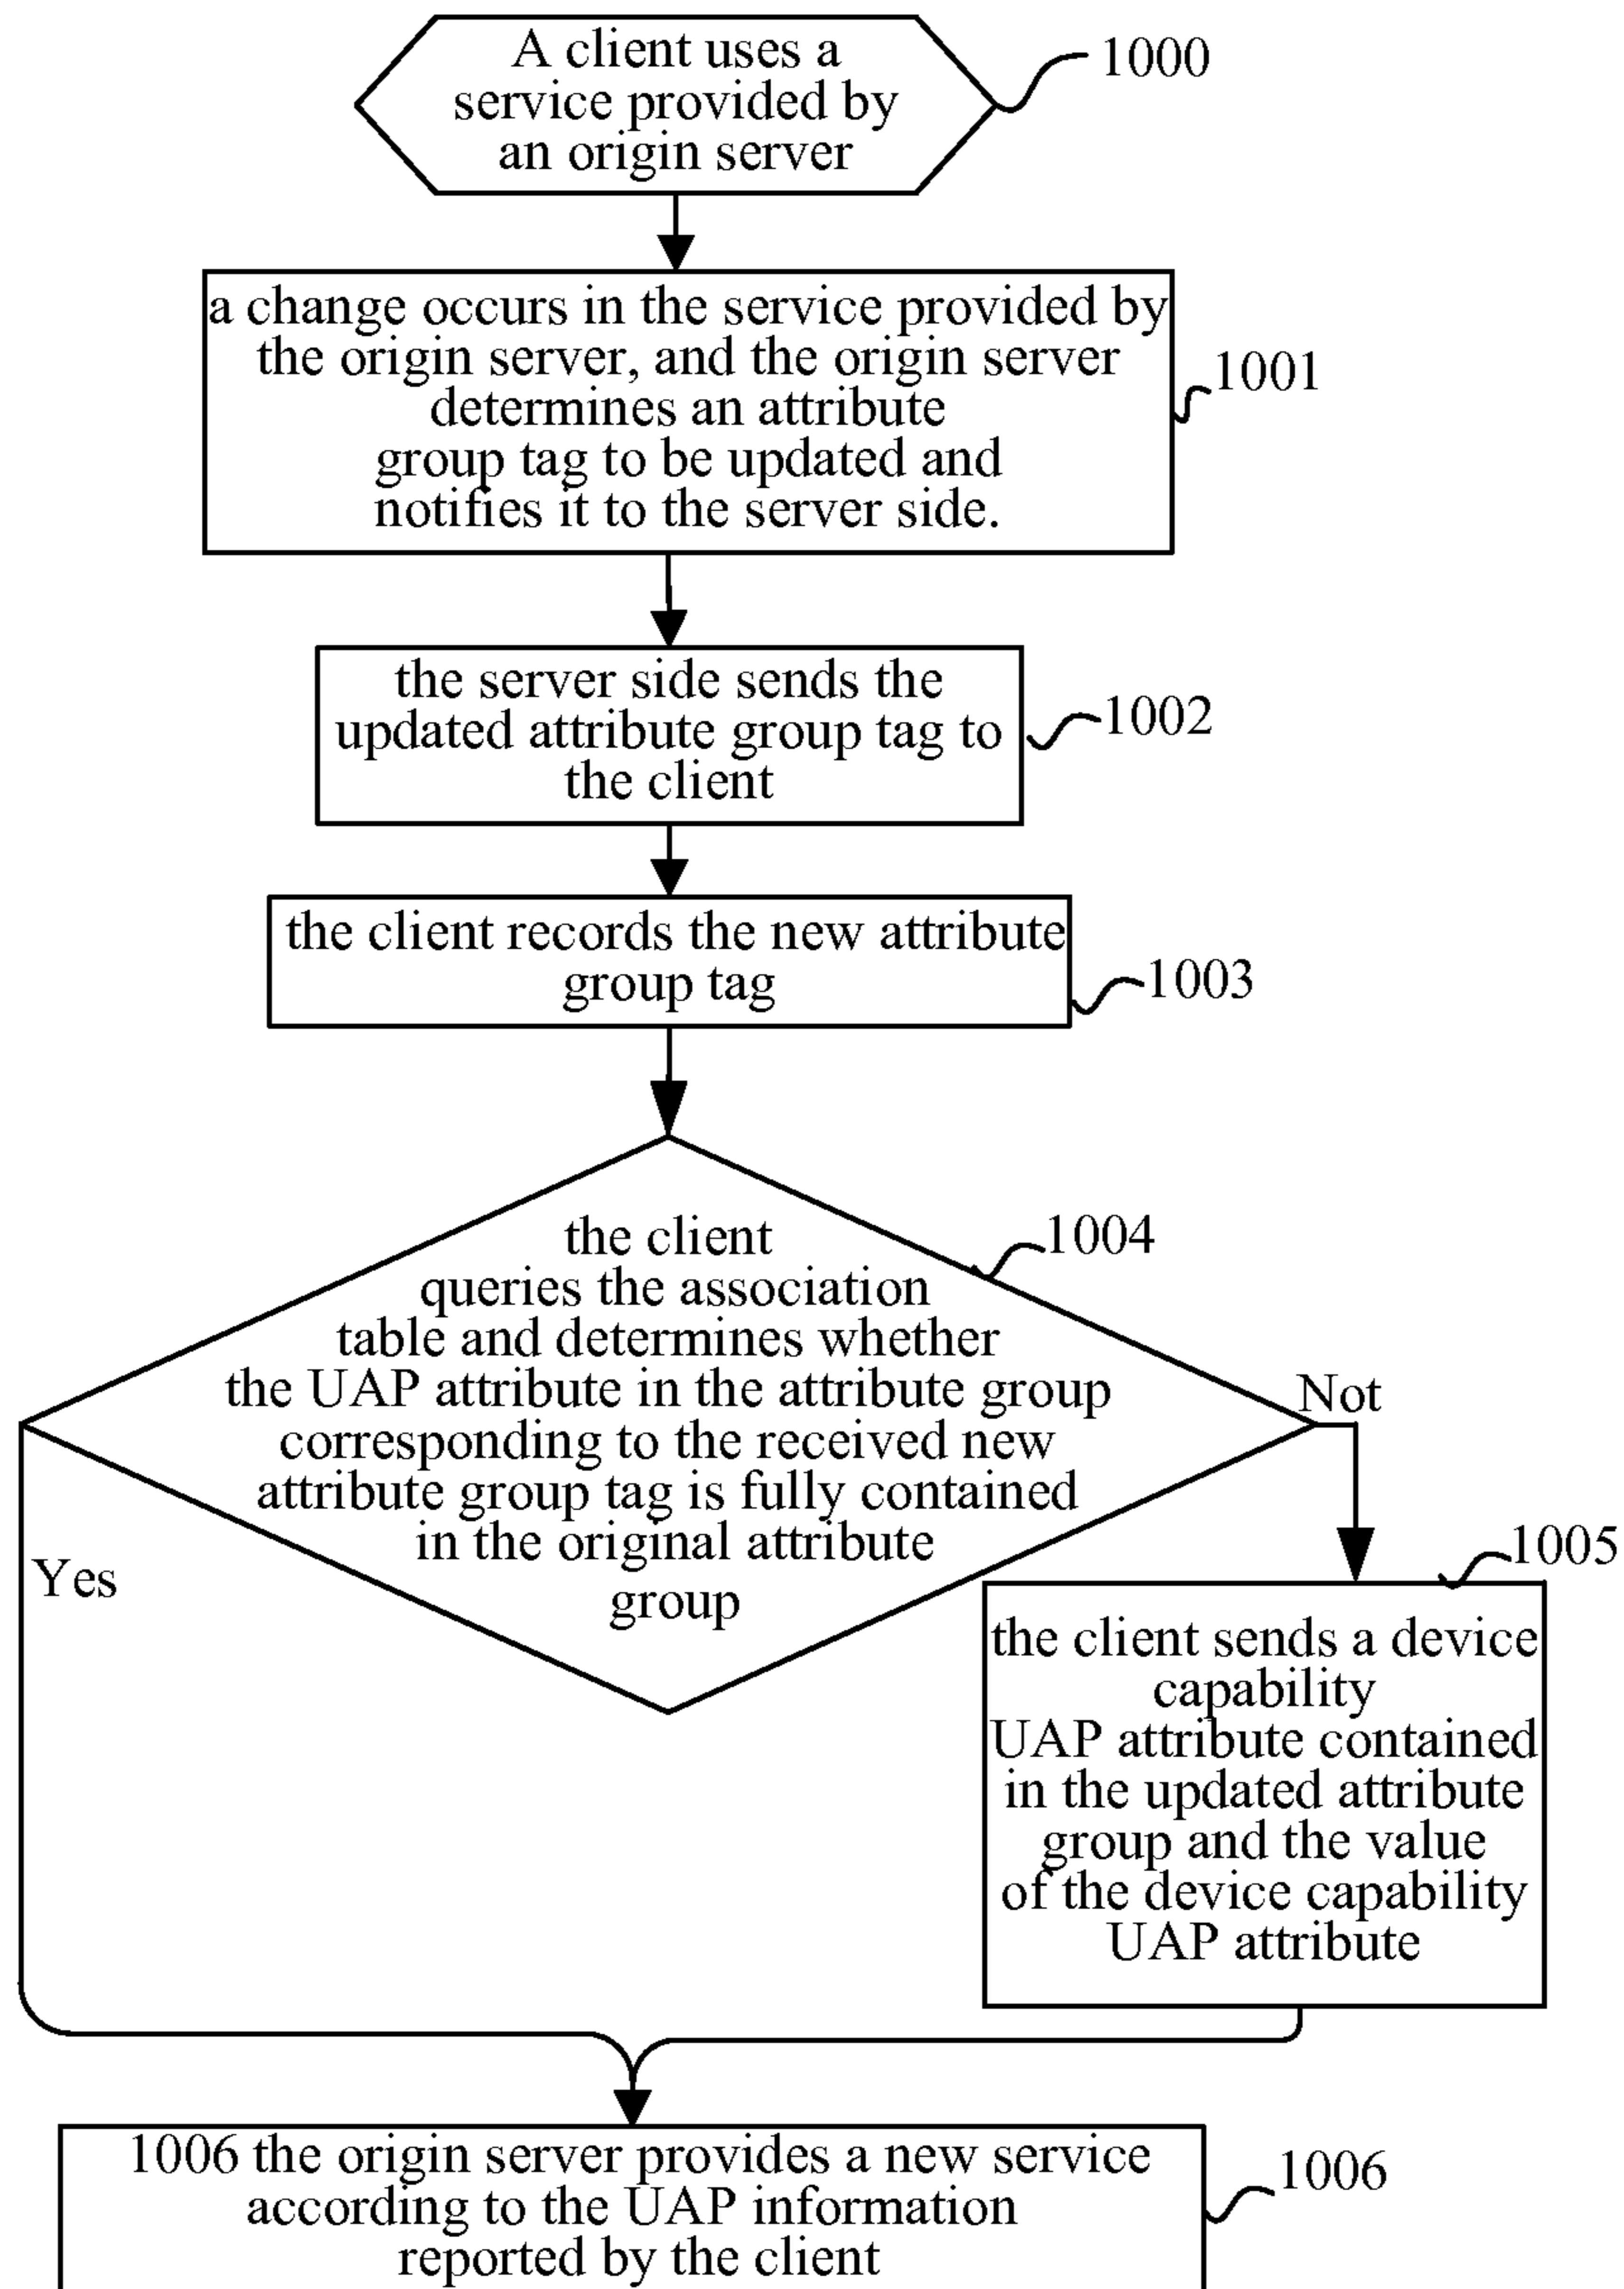 A client uses a
service provided by
an origin server
1000
a change occurs in the service provided by
the origin server, and the origin server
determines an attribute
group tag to be updated and
notifies it to the server side.
1001
the server side sends the
updated attribute group tag to
the client
1002
the client records the new attribute
group tag
1003
the client
queries the association
table and determines whether
the UAP attribute in the attribute group
corresponding to the received new
attribute group tag is fully contained
in the original attribute
group
1004
Not
Yes
1005
the client sends a device
capability
UAP attribute contained
in the updated attribute
group and the value
of the device capability
UAP attribute
1006 the origin server provides a new service
according to the UAP information
reported by the client
1006